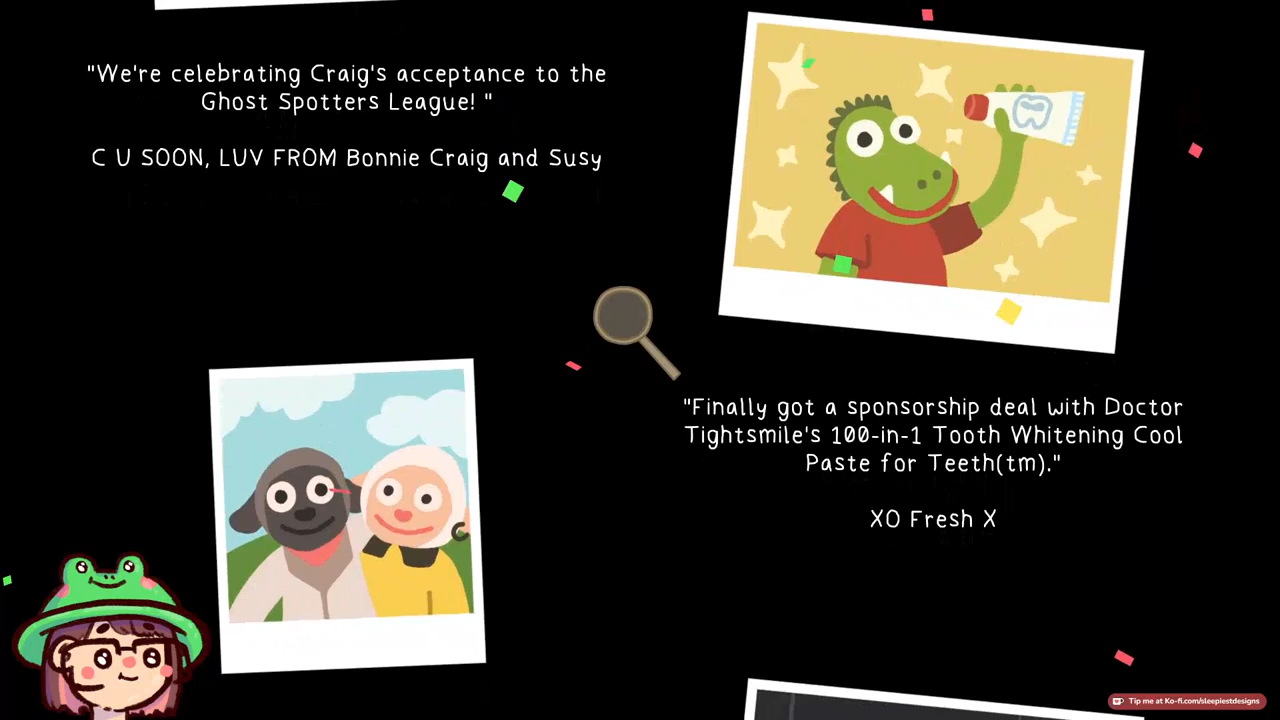 "We're celebrating Craig's acceptance to the
Ghost Spotters League! "
C U SOON, LUV FROM Bonnie Craig and Susy
"Finally got a sponsorship deal with Doctor
Tightsmile's 100-in-1 Tooth Whitening Cool
Paste for Teeth(tm)."
XO Fresh X
Tip me at Ko-fi.com/sleepiestdesigns